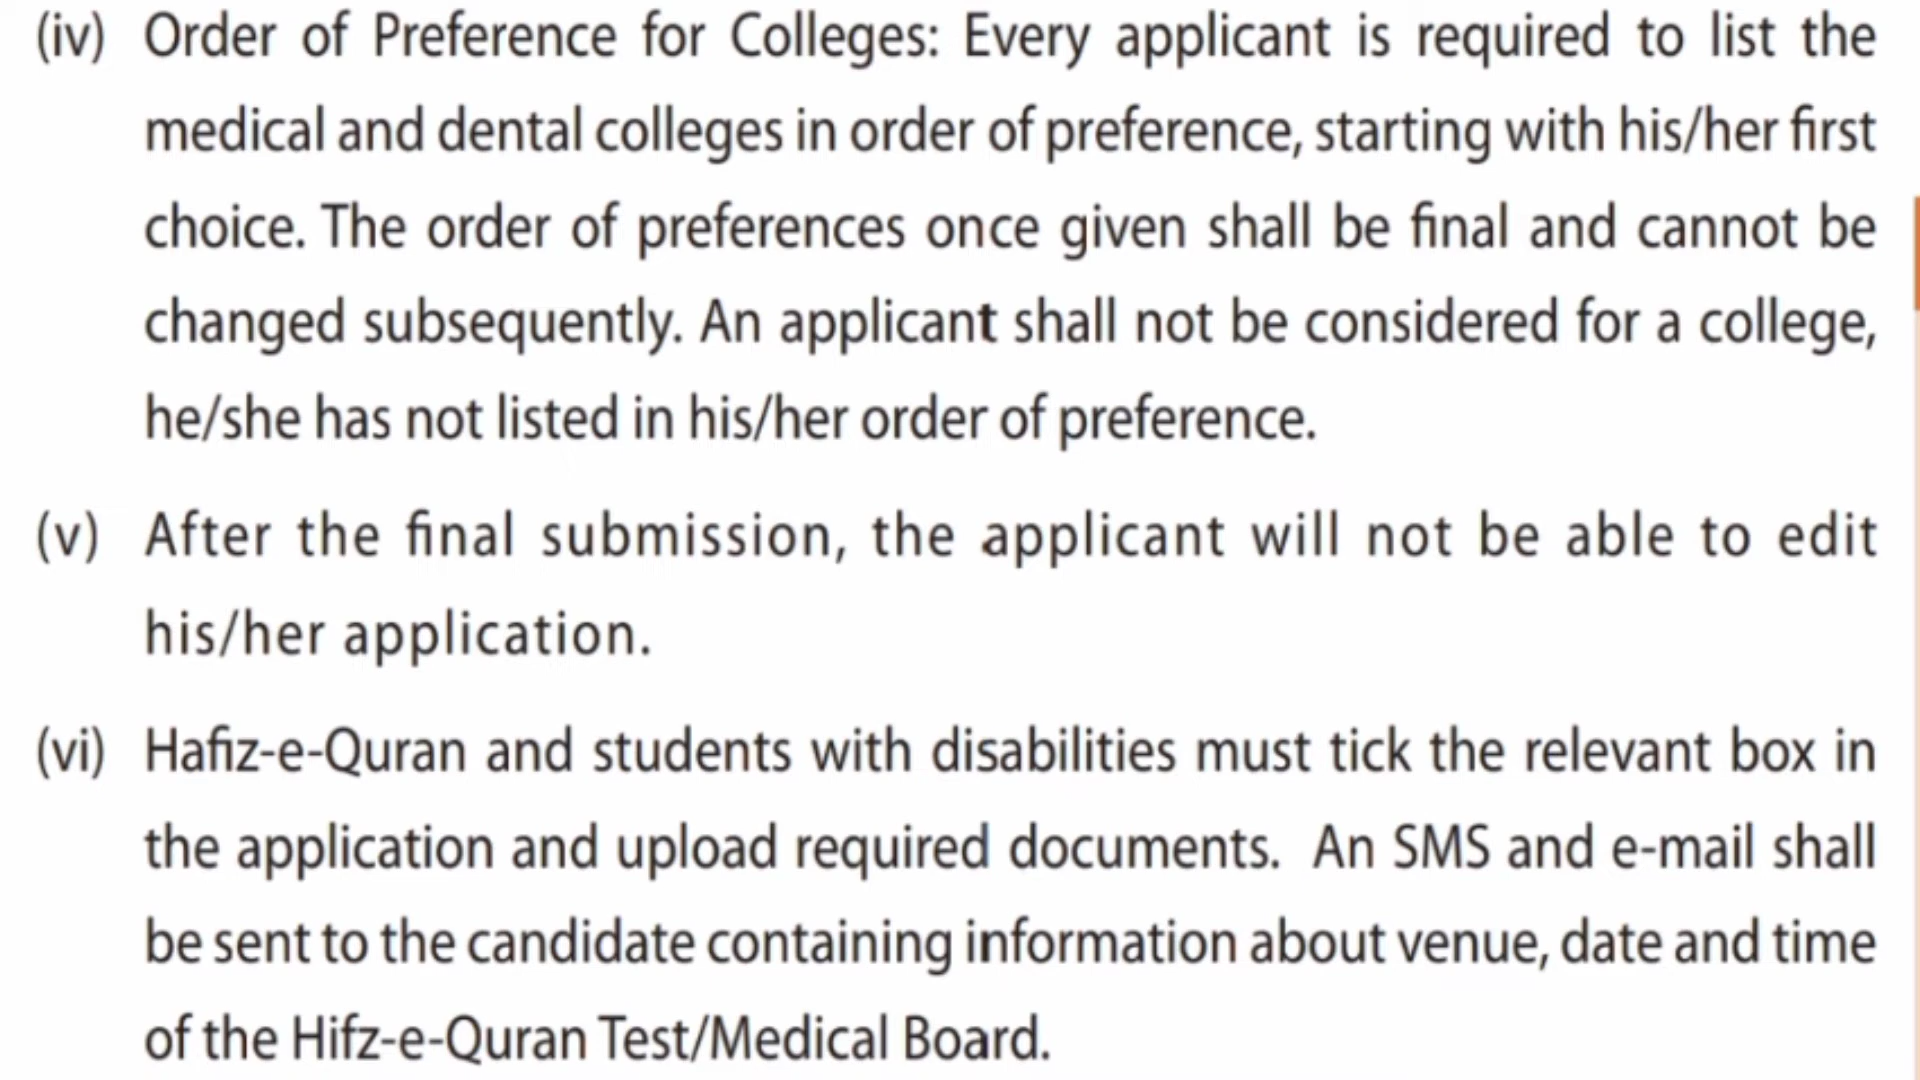 (iv) Order of Preference for Colleges: Every applicant is required to list the
medical and dental colleges in order of preference, starting with his/her first
choice. The order of preferences once given shall be final and cannot be
changed subsequently. An applicant shall not be considered for a college,
he/she has not listed in his/her order of preference.
(v) After the final submission, the applicant will not be able to edit
his/her application.
(vi) Hafiz-e-Quran and students with disabilities must tick the relevant box in
the application and upload required documents. An SMS and e-mail shall
be sent to the candidate containing information about venue, date and time
of the Hifz-e-Quran Test/Medical Board.